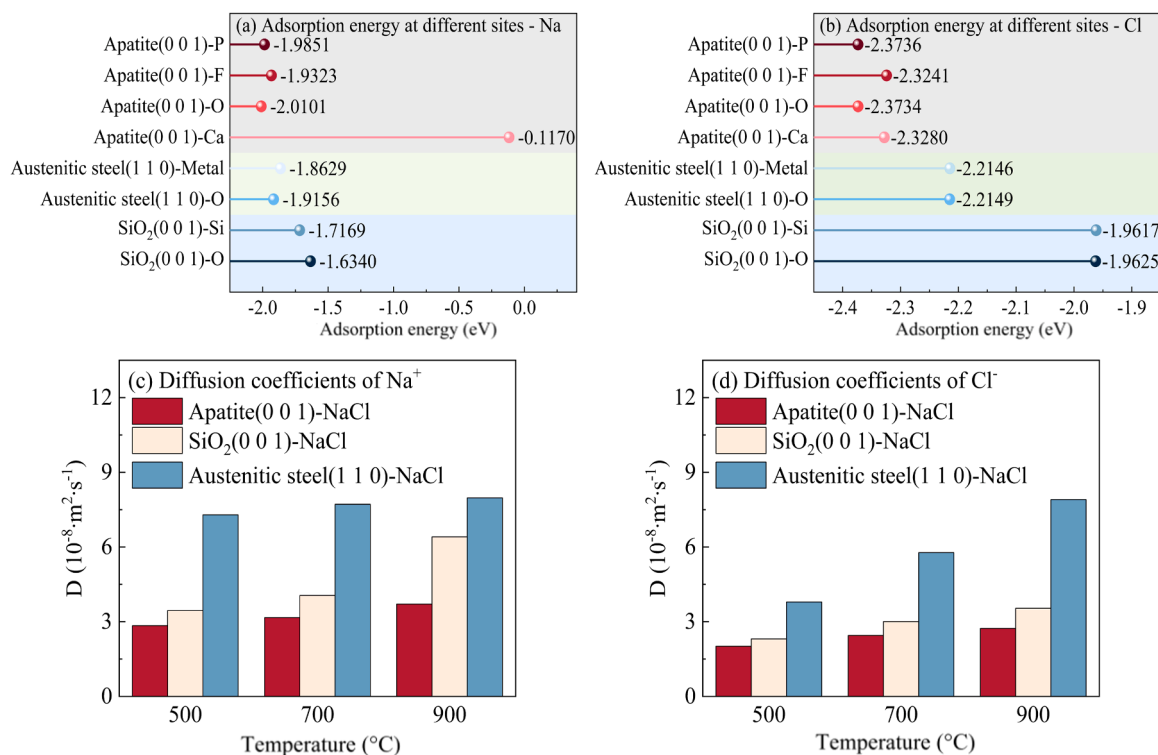 (a) Adsorption energy at different sites - Na
Apatite(0 0 1)-P
-1.9851
Apatite(0 0 1)-F
-1.9323
Apatite(0 0 1)-O
-2.0101
Apatite(0 0 1)-Ca
-0.1170
Austenitic steel(1 1 0)-Metal
-1.8629
Austenitic steel(1 1 0)-O
-1.9156
SiO₂(0 0 1)-Si
-1.7169
SiO₂(0 0 1)-O
-1.6340
-2.0 -1.5 -1.0 -0.5 0.0
Adsorption energy (eV)
(b) Adsorption energy at different sites - Cl
Apatite(0 0 1)-P
-2.3736
Apatite(0 0 1)-F
-2.3241
Apatite(0 0 1)-O
-2.3734
Apatite(0 0 1)-Ca
-2.3280
Austenitic steel(1 1 0)-Metal
-2.2146
Austenitic steel(1 1 0)-O
-2.2149
SiO₂(0 0 1)-Si
-1.9617
SiO₂(0 0 1)-O
-1.9625
-2.4 -2.3 -2.2 -2.1 -2.0 -1.9
Adsorption energy (eV)
(c) Diffusion coefficients of Na⁺
Apatite(0 0 1)-NaCl
SiO₂(0 0 1)-NaCl
Austenitic steel(1 1 0)-NaCl
D (10⁻⁸·m²·s⁻¹)
12
9
6
3
0
500 700 900
Temperature (°C)
(d) Diffusion coefficients of Cl⁻
Apatite(0 0 1)-NaCl
SiO₂(0 0 1)-NaCl
Austenitic steel(1 1 0)-NaCl
D (10⁻⁸·m²·s⁻¹)
12
9
6
3
0
500 700 900
Temperature (°C)